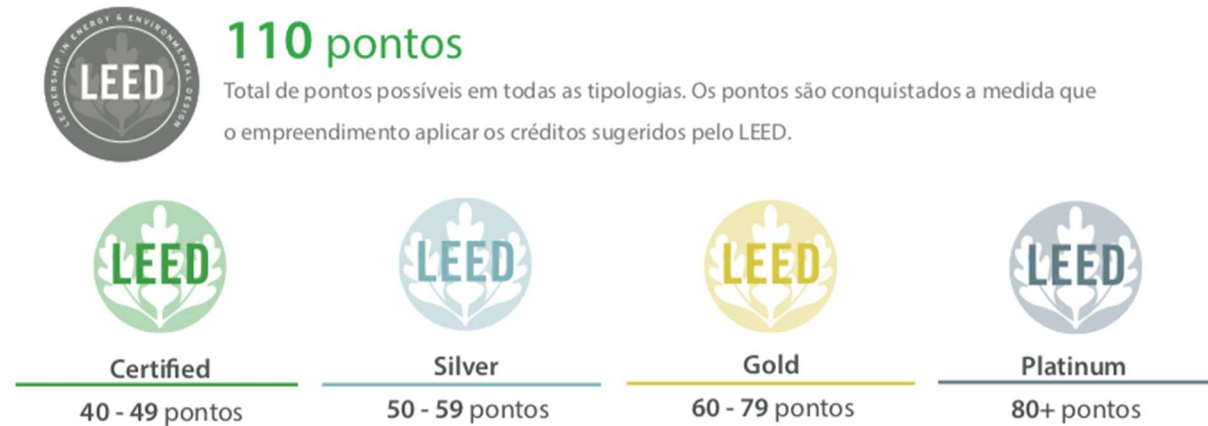 LEADERSHIP IN ENERGY & ENVIRONMENTAL DESIGN
LEED
110 pontos
Total de pontos possíveis em todas as tipologias. Os pontos são conquistados a medida que
o empreendimento aplicar os créditos sugeridos pelo LEED.
LEED
LEED
LEED
LEED
Certified
Silver
Gold
Platinum
40 - 49 pontos
50 - 59 pontos
60 - 79 pontos
80+ pontos